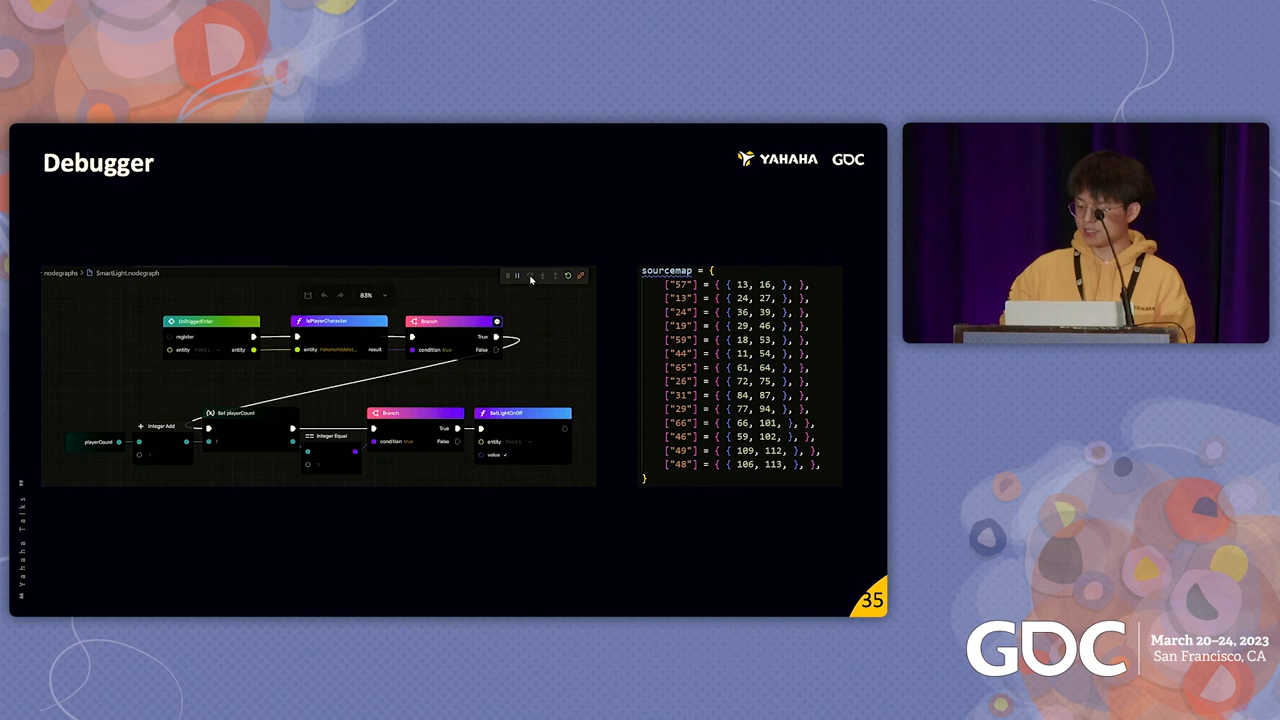 Debugger
YAHAHA GDC
nodegraphs > SmartLight.nodegraph
83%
OnTriggerEnter
register
entity
entity
IsPlayerCharacter
entity
result
Branch
True
condition true
False
playerCount
+ Integer Add
(x) Set playerCount
== Integer Equal
Branch
True
condition true
False
SetLightOnOff
entity
value
sourcemap = {
["57"] = { { 13, 16, }, },
["13"] = { { 24, 27, }, },
["24"] = { { 36, 39, }, },
["19"] = { { 29, 46, }, },
["59"] = { { 18, 53, }, },
["44"] = { { 11, 54, }, },
["65"] = { { 61, 64, }, },
["26"] = { { 72, 75, }, },
["31"] = { { 84, 87, }, },
["29"] = { { 77, 94, }, },
["66"] = { { 66, 101, }, },
["46"] = { { 59, 102, }, },
["49"] = { { 109, 112, }, },
["48"] = { { 106, 113, }, },
}
Yahaha Talks
35
GDC
March 20–24, 2023
San Francisco, CA